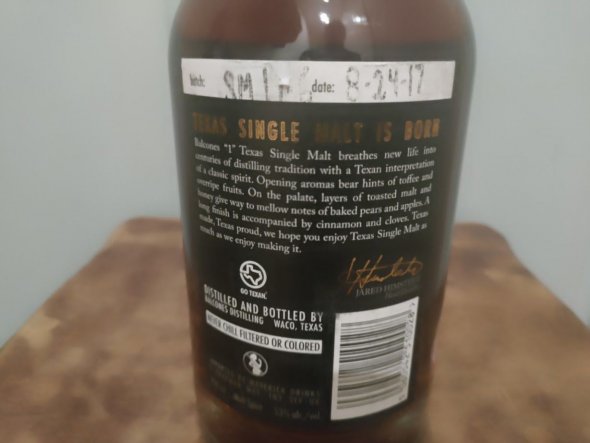 batch: date: 8-24-17
TEXAS SINGLE MALT IS BORN
Balcones "1" Texas Single Malt breathes new life into
centuries of distilling tradition with a Texan interpretation
of a classic spirit. Opening aromas bear hints of toffee and
overripe fruits. On the palate, layers of toasted malt and
honey give way to mellow notes of baked pears and apples. A
long finish is accompanied by cinnamon and cloves. Texas
made, Texas proud, we hope you enjoy Texas Single Malt as
much as we enjoy making it.
GO TEXAN
JARED
DISTILLED AND BOTTLED BY
BALCONES DISTILLING WACO, TEXAS
NEVER CHILL FILTERED OR COLORED
53% alc./vol.